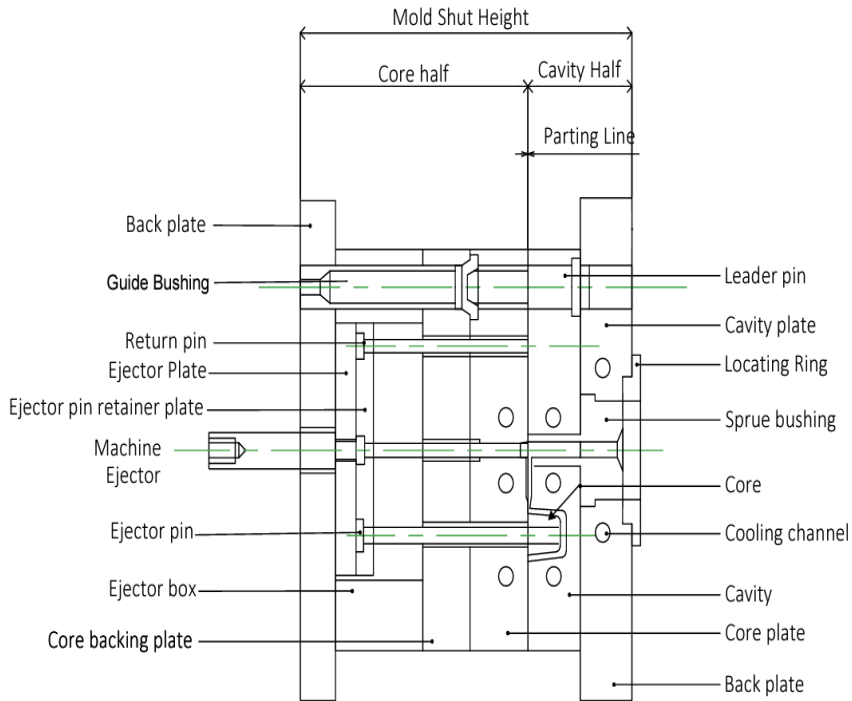 Mold Shut Height
Core half
Cavity Half
Parting Line
Back plate
Guide Bushing
Return pin
Ejector Plate
Ejector pin retainer plate
Machine
Ejector
Ejector pin
Ejector box
Core backing plate
Leader pin
Cavity plate
Locating Ring
Sprue bushing
Core
Cooling channel
Cavity
Core plate
Back plate